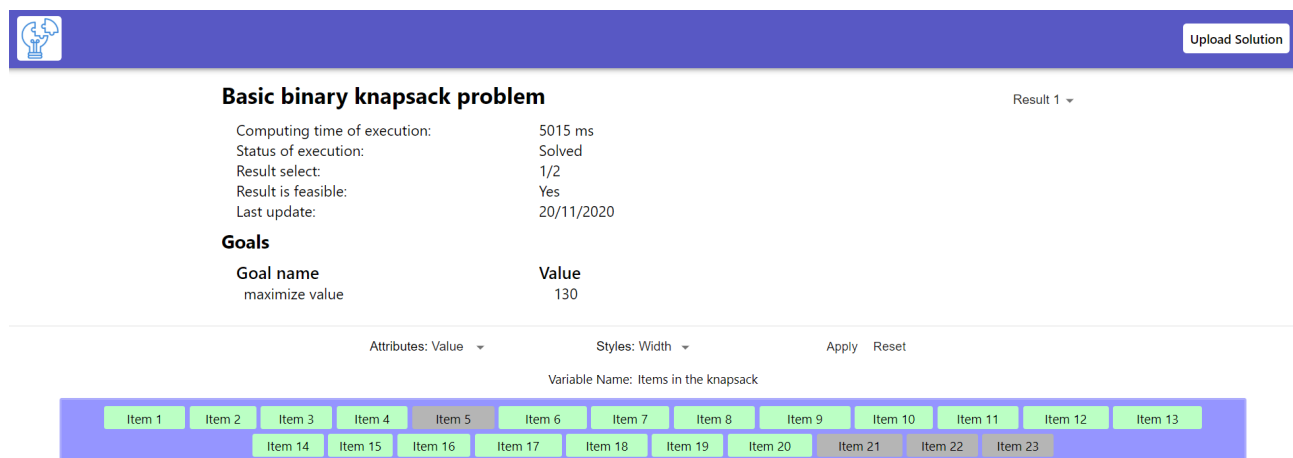 Upload Solution
Basic binary knapsack problem
Result 1
Computing time of execution: 5015 ms
Status of execution: Solved
Result select: 1/2
Result is feasible: Yes
Last update: 20/11/2020
Goals
Goal name Value
maximize value 130
Attributes: Value Styles: Width Apply Reset
Variable Name: Items in the knapsack
Item 1 Item 2 Item 3 Item 4 Item 5 Item 6 Item 7 Item 8 Item 9 Item 10 Item 11 Item 12 Item 13
Item 14 Item 15 Item 16 Item 17 Item 18 Item 19 Item 20 Item 21 Item 22 Item 23